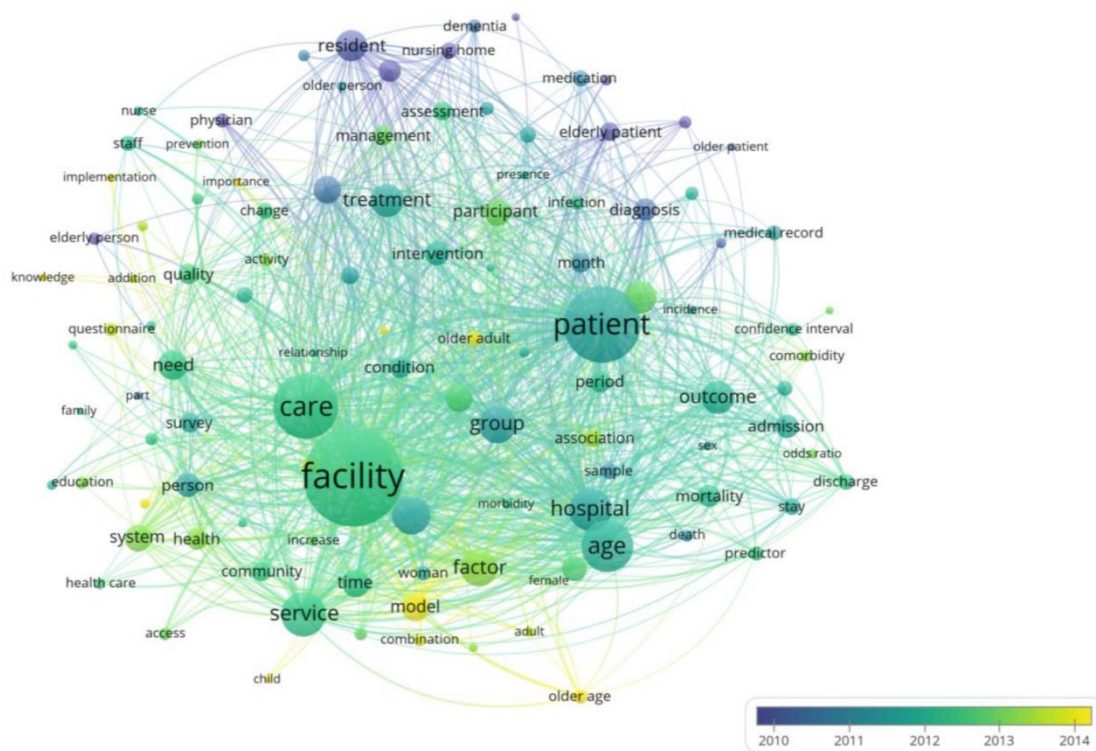 dementia
resident
nursing home
older person
medication
nurse
assessment
physician
management
elderly patient
staff
prevention
older patient
implementation
importance
presence
treatment
change
participant
infection
diagnosis
elderly person
medical record
intervention
activity
month
knowledge
addition
quality
incidence
patient
questionnaire
confidence interval
older adult
relationship
comorbidity
need
condition
period
part
outcome
care
family
survey
group
admission
association
sex
odds ratio
facility
sample
education
person
discharge
mortality
morbidity
hospital
stay
system
health
increase
death
age
predictor
community
woman
factor
health care
time
female
service
model
access
combination
adult
child
older age
2010 2011 2012 2013 2014